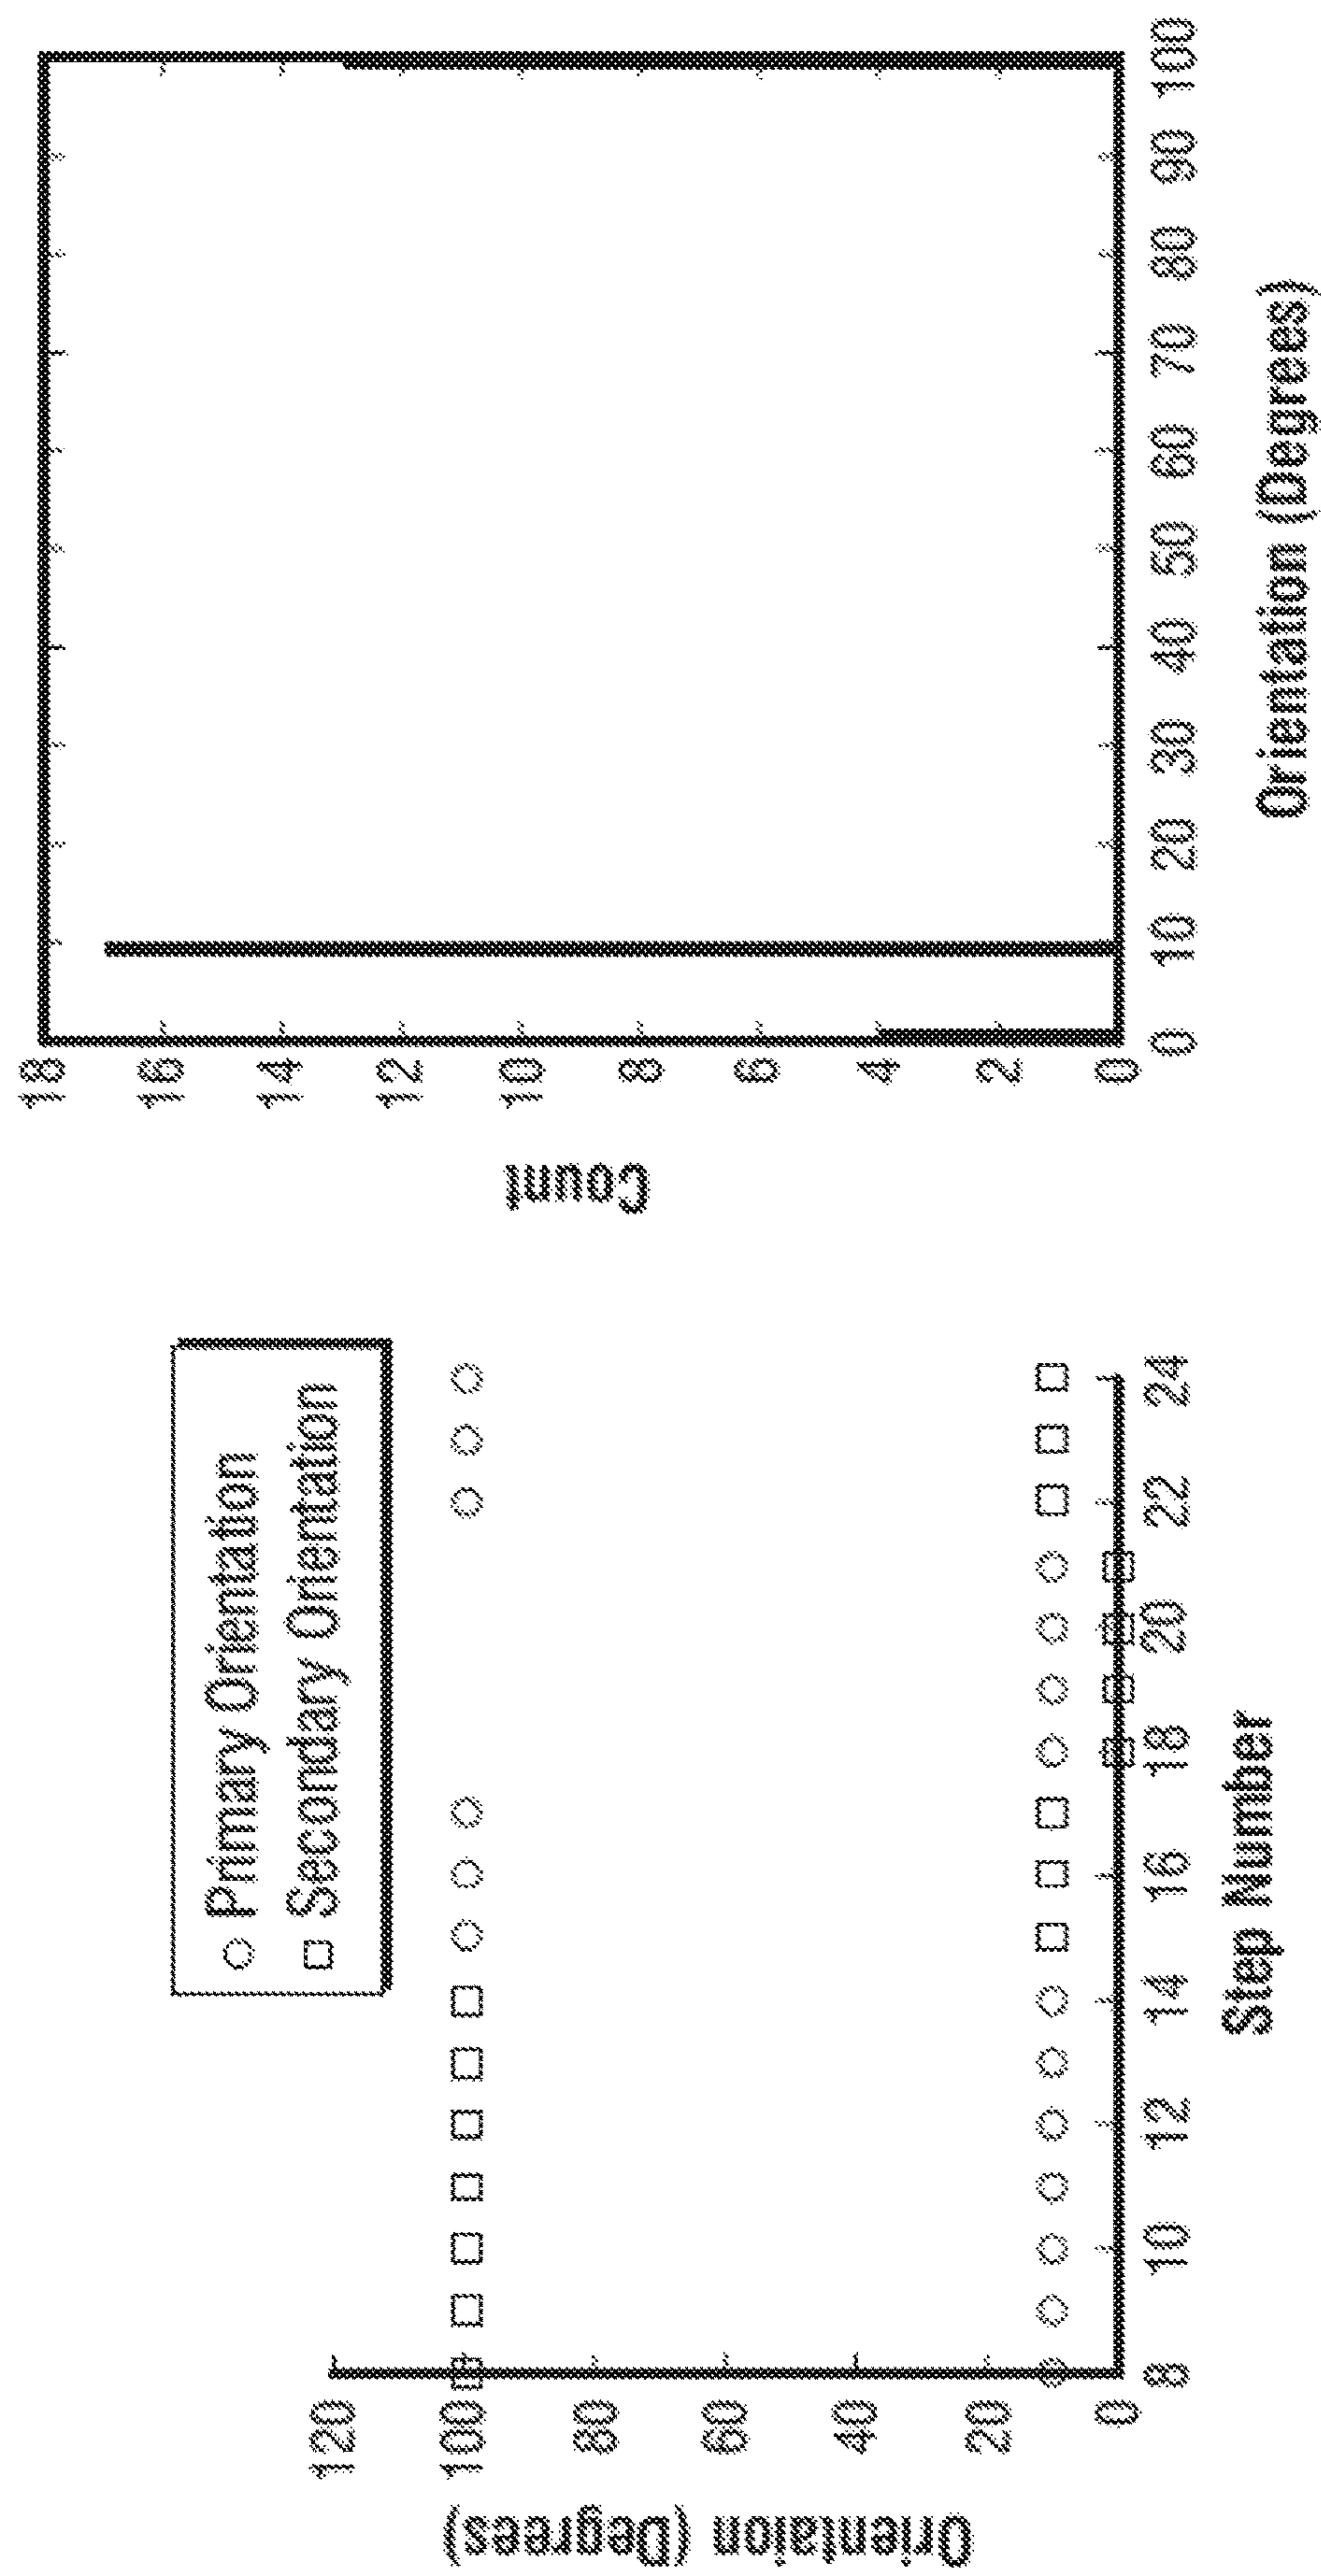 Primary Orientation
Secondary Orientation
Orientaion (Degrees)
120
100
80
60
40
20
0
8 10 12 14 16 18 20 22 24
Step Number
Count
18
16
14
12
10
8
6
4
2
0
0 10 20 30 40 50 60 70 80 90 100
Orientation (Degrees)